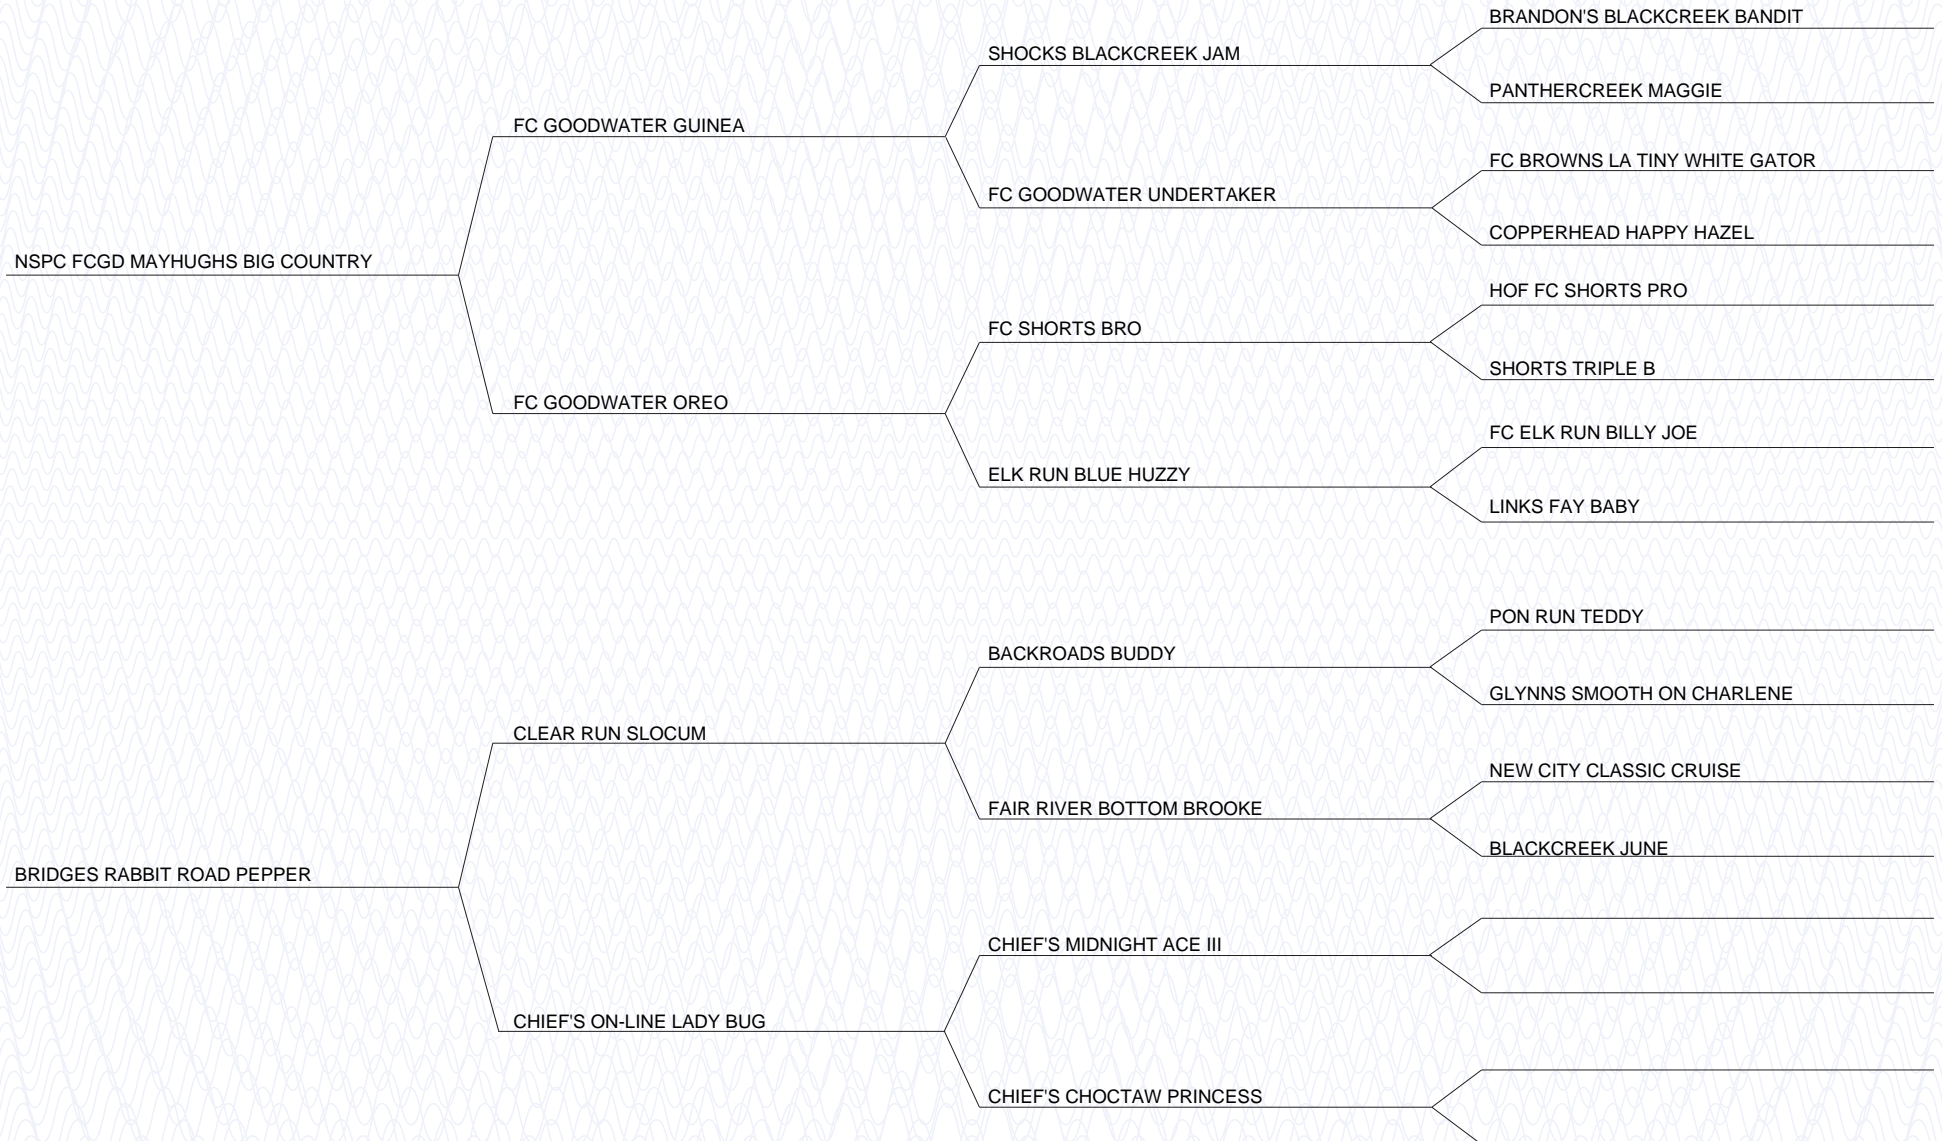 BRANDON'S BLACKCREEK BANDIT
SHOCKS BLACKCREEK JAM
PANTHERCREEK MAGGIE
FC GOODWATER GUINEA
FC BROWNS LA TINY WHITE GATOR
FC GOODWATER UNDERTAKER
COPPERHEAD HAPPY HAZEL
NSPC FCGD MAYHUGHS BIG COUNTRY
HOF FC SHORTS PRO
FC SHORTS BRO
SHORTS TRIPLE B
FC GOODWATER OREO
FC ELK RUN BILLY JOE
ELK RUN BLUE HUZZY
LINKS FAY BABY
PON RUN TEDDY
BACKROADS BUDDY
GLYNNS SMOOTH ON CHARLENE
CLEAR RUN SLOCUM
NEW CITY CLASSIC CRUISE
FAIR RIVER BOTTOM BROOKE
BLACKCREEK JUNE
BRIDGES RABBIT ROAD PEPPER
CHIEF'S MIDNIGHT ACE III
CHIEF'S ON-LINE LADY BUG
CHIEF'S CHOCTAW PRINCESS